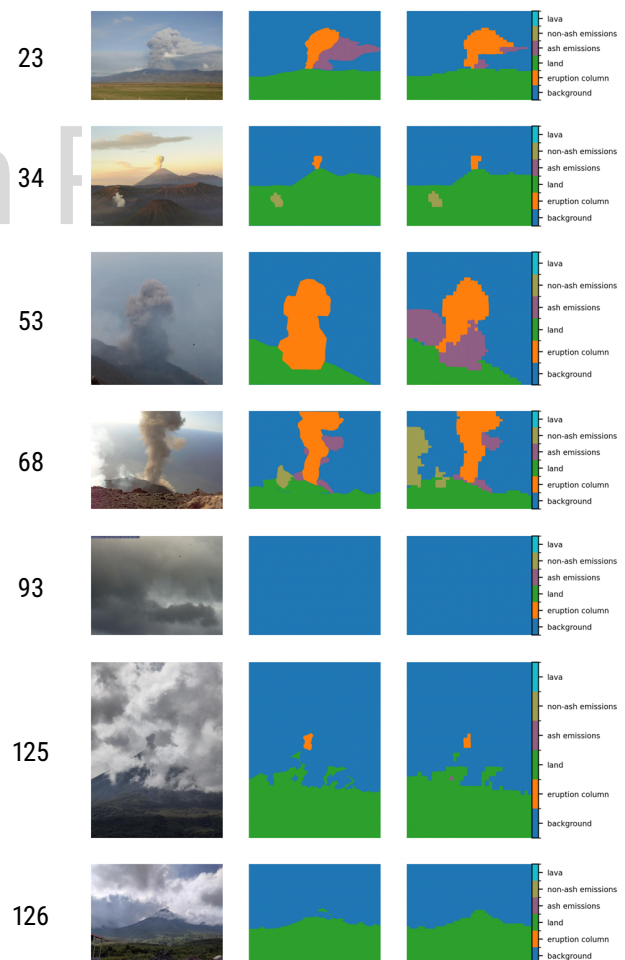 23
lava
non-ash emissions
ash emissions
land
eruption column
background
34
lava
non-ash emissions
ash emissions
land
eruption column
background
53
lava
non-ash emissions
ash emissions
land
eruption column
background
68
lava
non-ash emissions
ash emissions
land
eruption column
background
93
lava
non-ash emissions
ash emissions
land
eruption column
background
125
lava
non-ash emissions
ash emissions
land
eruption column
background
126
lava
non-ash emissions
ash emissions
land
eruption column
background